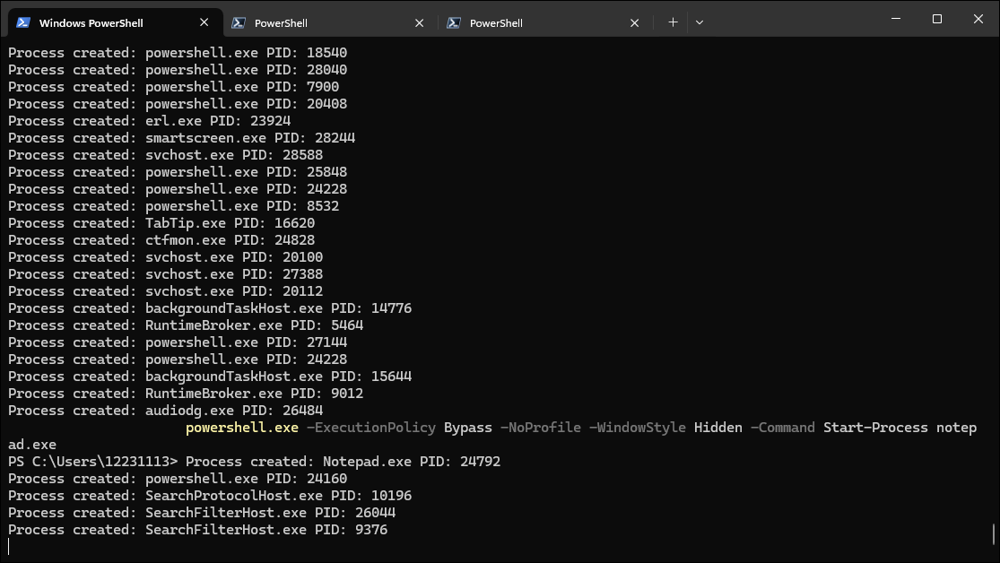 Windows PowerShell
PowerShell
PowerShell
Process created: powershell.exe PID: 18540
Process created: powershell.exe PID: 28040
Process created: powershell.exe PID: 7900
Process created: powershell.exe PID: 20408
Process created: erl.exe PID: 23924
Process created: smartscreen.exe PID: 28244
Process created: svchost.exe PID: 28588
Process created: powershell.exe PID: 25848
Process created: powershell.exe PID: 24228
Process created: powershell.exe PID: 8532
Process created: TabTip.exe PID: 16620
Process created: ctfmon.exe PID: 24828
Process created: svchost.exe PID: 20100
Process created: svchost.exe PID: 27388
Process created: svchost.exe PID: 20112
Process created: backgroundTaskHost.exe PID: 14776
Process created: RuntimeBroker.exe PID: 5464
Process created: powershell.exe PID: 27144
Process created: powershell.exe PID: 24228
Process created: backgroundTaskHost.exe PID: 15644
Process created: RuntimeBroker.exe PID: 9012
Process created: audiodg.exe PID: 26484
powershell.exe -ExecutionPolicy Bypass -NoProfile -WindowStyle Hidden -Command Start-Process notep
ad.exe
PS C:\Users\12231113> Process created: Notepad.exe PID: 24792
Process created: powershell.exe PID: 24160
Process created: SearchProtocolHost.exe PID: 10196
Process created: SearchFilterHost.exe PID: 26044
Process created: SearchFilterHost.exe PID: 9376